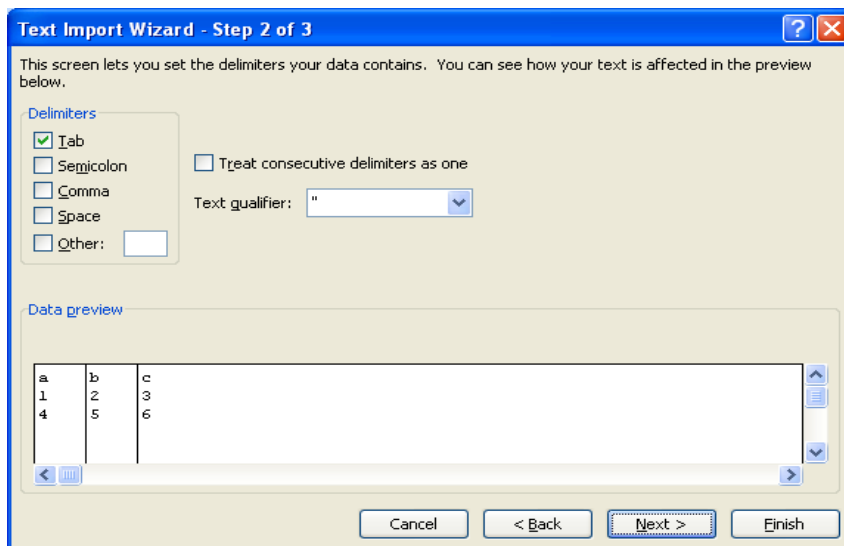 Text Import Wizard - Step 2 of 3
This screen lets you set the delimiters your data contains. You can see how your text is affected in the preview
below.
Delimiters
Tab
Semicolon
Comma
Space
Other:
Treat consecutive delimiters as one
Text qualifier: "
Data preview
a b c
1 2 3
4 5 6
Cancel < Back Next > Finish